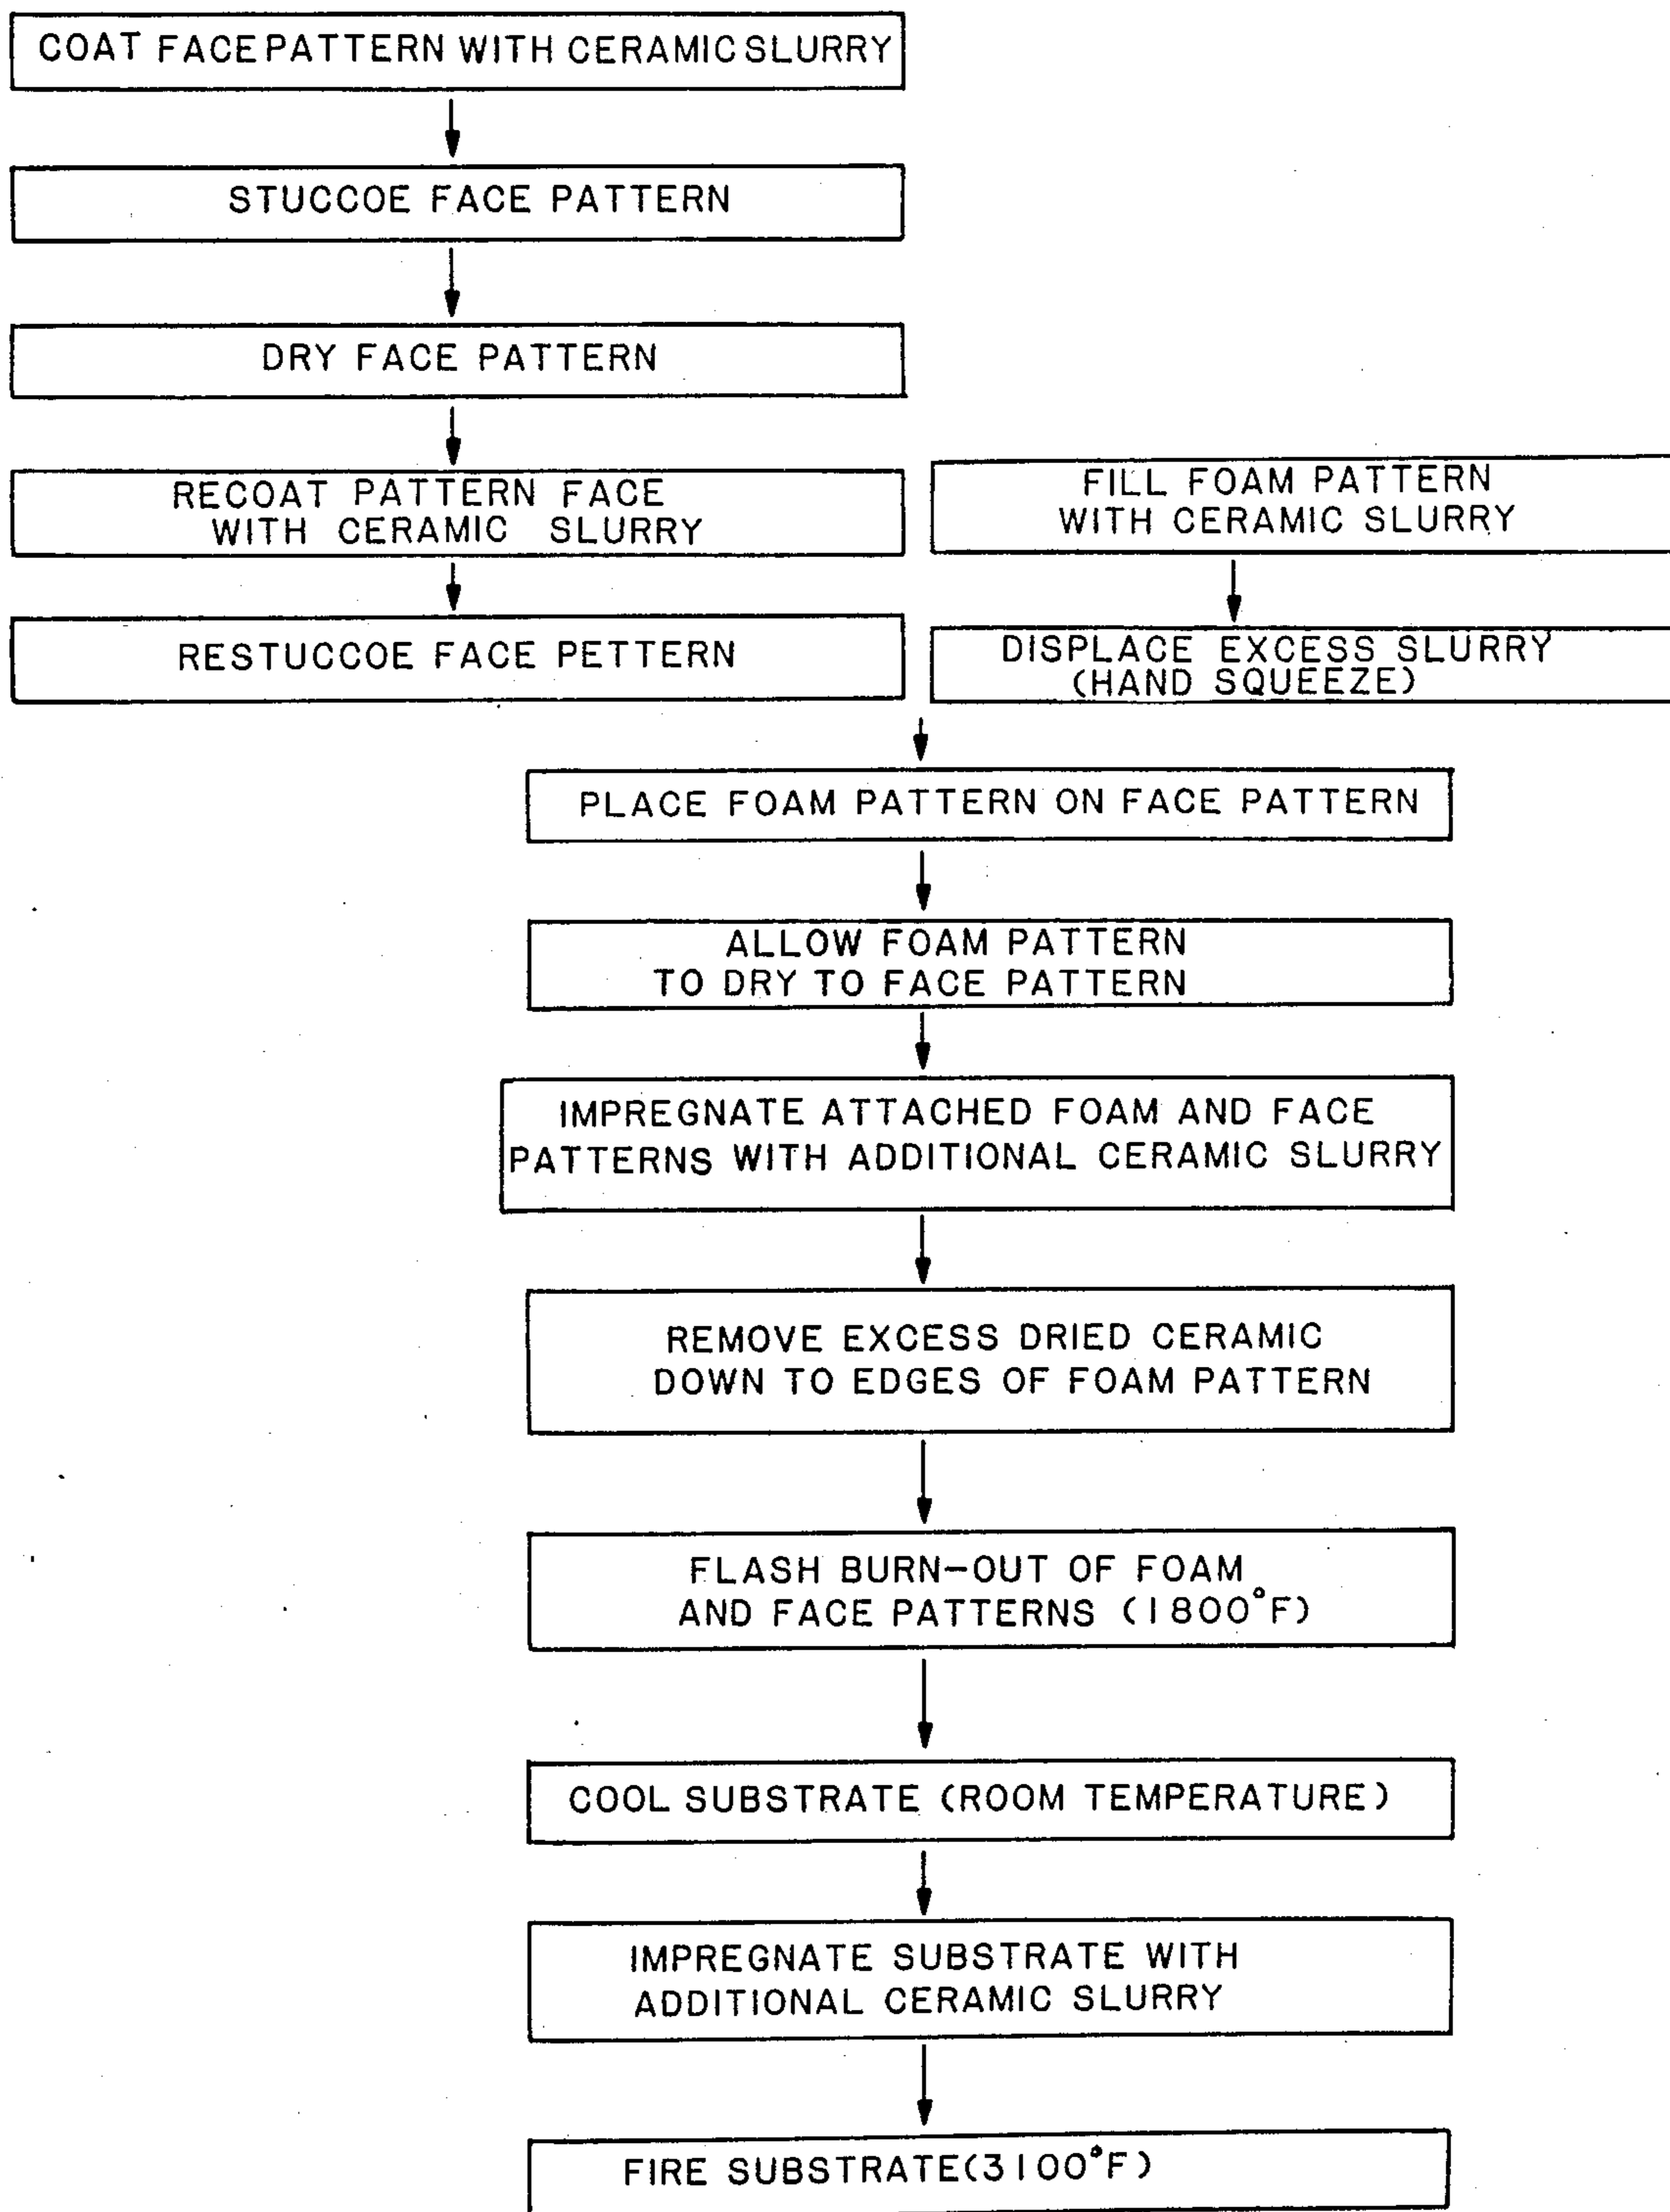 COAT FACE PATTERN WITH CERAMIC SLURRY
STUCCOE FACE PATTERN
DRY FACE PATTERN
RECOAT PATTERN FACE
WITH CERAMIC SLURRY
RESTUCCOE FACE PETTERN
FILL FOAM PATTERN
WITH CERAMIC SLURRY
DISPLACE EXCESS SLURRY
(HAND SQUEEZE)
PLACE FOAM PATTERN ON FACE PATTERN
ALLOW FOAM PATTERN
TO DRY TO FACE PATTERN
IMPREGNATE ATTACHED FOAM AND FACE
PATTERNS WITH ADDITIONAL CERAMIC SLURRY
REMOVE EXCESS DRIED CERAMIC
DOWN TO EDGES OF FOAM PATTERN
FLASH BURN-OUT OF FOAM
AND FACE PATTERNS (1800°F)
COOL SUBSTRATE (ROOM TEMPERATURE)
IMPREGNATE SUBSTRATE WITH
ADDITIONAL CERAMIC SLURRY
FIRE SUBSTRATE(3100°F)